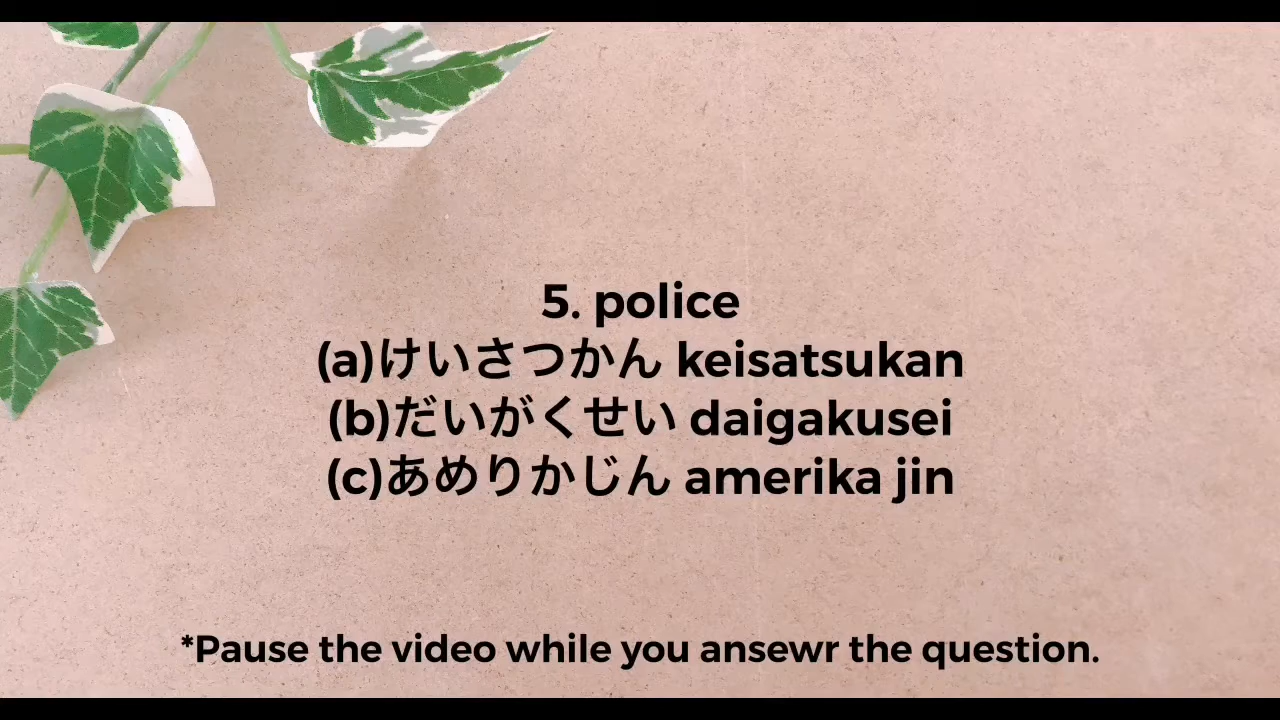 5. police
(a)けいさつかん keisatsukan
(b)だいがくせい daigakusei
(c)あめりかじん amerika jin
*Pause the video while you ansewr the question.